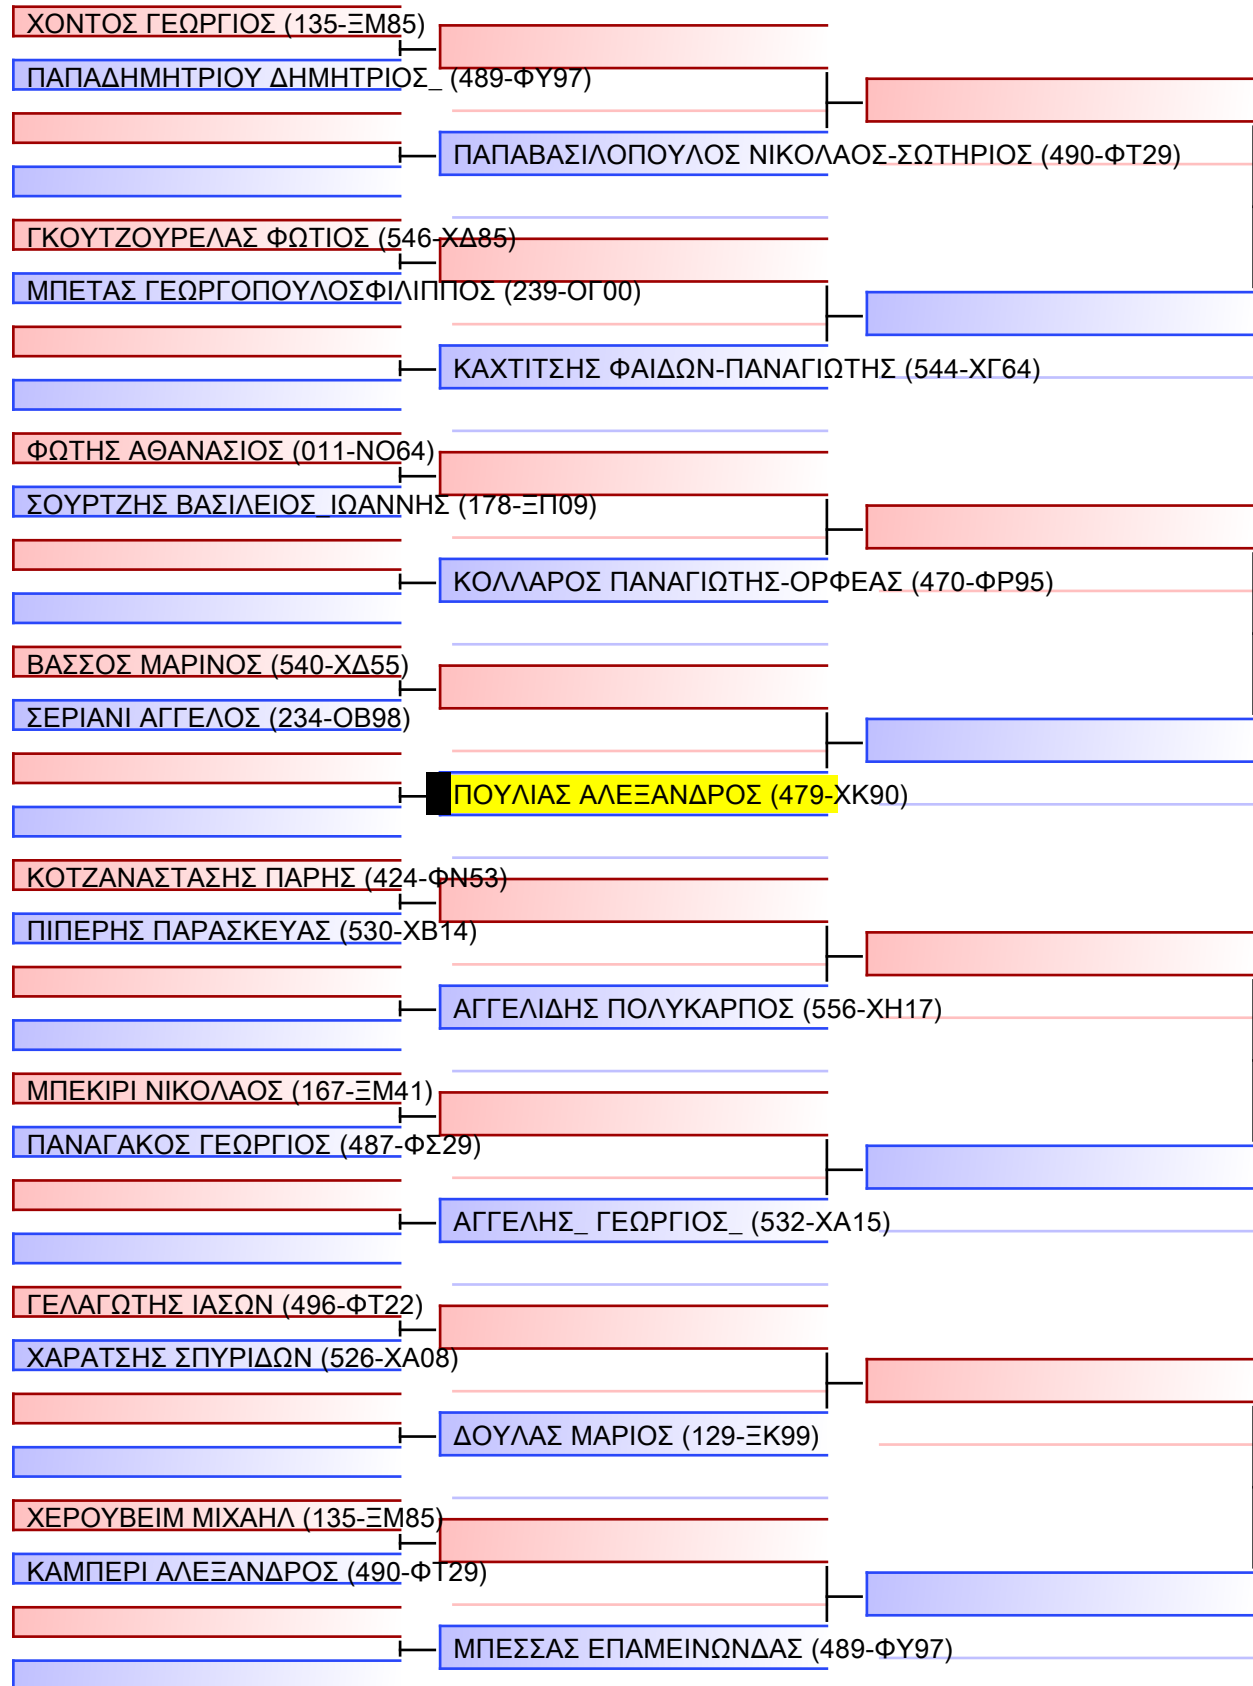 ΧΟΝΤΟΣ ΓΕΩΡΓΙΟΣ (135-ΞΜ85)
ΠΑΠΑΔΗΜΗΤΡΙΟΥ ΔΗΜΗΤΡΙΟΣ_ (489-ΦΥ97)
ΠΑΠΑΒΑΣΙΛΟΠΟΥΛΟΣ ΝΙΚΟΛΑΟΣ-ΣΩΤΗΡΙΟΣ (490-ΦΤ29)
ΓΚΟΥΤΖΟΥΡΕΛΑΣ ΦΩΤΙΟΣ (546-ΧΔ85)
ΜΠΕΤΑΣ ΓΕΩΡΓΟΠΟΥΛΟΣΦΙΛΙΠΠΟΣ (239-ΟΓ00)
ΚΑΧΤΙΤΣΗΣ ΦΑΙΔΩΝ-ΠΑΝΑΓΙΩΤΗΣ (544-ΧΓ64)
ΦΩΤΗΣ ΑΘΑΝΑΣΙΟΣ (011-ΝΟ64)
ΣΟΥΡΤΖΗΣ ΒΑΣΙΛΕΙΟΣ_ΙΩΑΝΝΗΣ (178-ΞΠ09)
ΚΟΛΛΑΡΟΣ ΠΑΝΑΓΙΩΤΗΣ-ΟΡΦΕΑΣ (470-ΦΡ95)
ΒΑΣΣΟΣ ΜΑΡΙΝΟΣ (540-ΧΔ55)
ΣΕΡΙΑΝΙ ΑΓΓΕΛΟΣ (234-ΟΒ98)
ΠΟΥΛΙΑΣ ΑΛΕΞΑΝΔΡΟΣ (479-ΧΚ90)
ΚΟΤΖΑΝΑΣΤΑΣΗΣ ΠΑΡΗΣ (424-ΦΝ53)
ΠΙΠΕΡΗΣ ΠΑΡΑΣΚΕΥΑΣ (530-ΧΒ14)
ΑΓΓΕΛΙΔΗΣ ΠΟΛΥΚΑΡΠΟΣ (556-ΧΗ17)
ΜΠΕΚΙΡΙ ΝΙΚΟΛΑΟΣ (167-ΞΜ41)
ΠΑΝΑΓΑΚΟΣ ΓΕΩΡΓΙΟΣ (487-ΦΣ29)
ΑΓΓΕΛΗΣ_ ΓΕΩΡΓΙΟΣ_ (532-ΧΑ15)
ΓΕΛΑΓΩΤΗΣ ΙΑΣΩΝ (496-ΦΤ22)
ΧΑΡΑΤΣΗΣ ΣΠΥΡΙΔΩΝ (526-ΧΑ08)
ΔΟΥΛΑΣ ΜΑΡΙΟΣ (129-ΞΚ99)
ΧΕΡΟΥΒΕΙΜ ΜΙΧΑΗΛ (135-ΞΜ85)
ΚΑΜΠΕΡΙ ΑΛΕΞΑΝΔΡΟΣ (490-ΦΤ29)
ΜΠΕΣΣΑΣ ΕΠΑΜΕΙΝΩΝΔΑΣ (489-ΦΥ97)